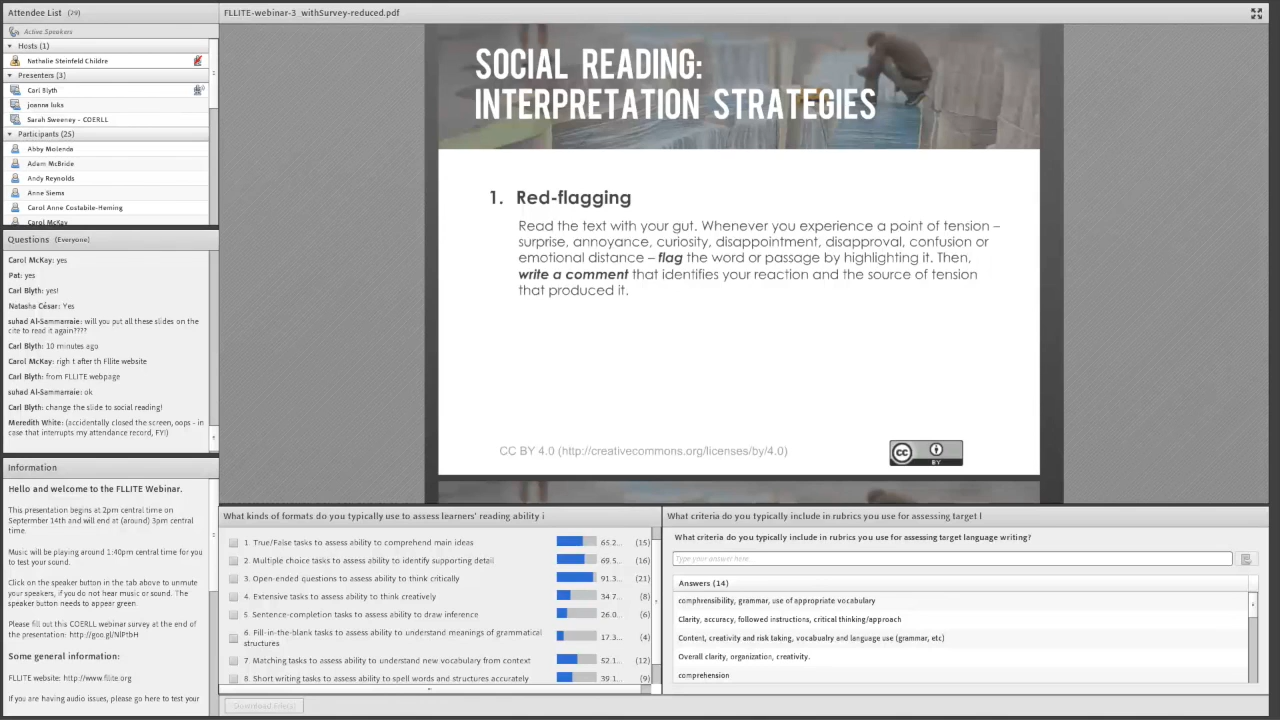 Attendee List (29)
Active Speakers
Hosts (1)
Nathalie Steinfeld Childre
Presenters (3)
Carl Blyth
joanna luks
Sarah Sweeney - COERLL
Participants (25)
Abby Molenda
Adam McBride
Andy Reynolds
Anne Siems
Carol Anne Costabile-Heming
Carol McKay
Questions (Everyone)
Carol McKay: yes
Pat: yes
Carl Blyth: yes!
Natasha César: Yes
suhad Al-Sammarraie: will you put all these slides on the
cite to read it again????
Carl Blyth: 10 minutes ago
Carol McKay: righ t after th Fllite website
Carl Blyth: from FLLITE webpage
suhad Al-Sammarraie: ok
Carl Blyth: change the slide to social reading!
Meredith White: (accidentally closed the screen, oops - in
case that interrupts my attendance record, FYI)
Information
Hello and welcome to the FLLITE Webinar.
This presentation begins at 2pm central time on
September 14th and will end at (around) 3pm central
time.
Music will be playing around 1:40pm central time for you
to test your sound.
Click on the speaker button in the tab above to unmute
your speakers, if you do not hear music or sound. The
speaker button needs to appear green.
Please fill out this COERLL webinar survey at the end of
the presentation: http://goo.gl/NlPtbH
Some general information:
FLLITE website: http://www.fllite.org
If you are having audio issues, please go here to test your
FLLITE-webinar-3_withSurvey-reduced.pdf
SOCIAL READING:
INTERPRETATION STRATEGIES
1. Red-flagging
Read the text with your gut. Whenever you experience a point of tension –
surprise, annoyance, curiosity, disappointment, disapproval, confusion or
emotional distance – flag the word or passage by highlighting it. Then,
write a comment that identifies your reaction and the source of tension
that produced it.
CC BY 4.0 (http://creativecommons.org/licenses/by/4.0)
cc BY
What kinds of formats do you typically use to assess learners' reading ability i
1. True/False tasks to assess ability to comprehend main ideas 65.2... (15)
2. Multiple choice tasks to assess ability to identify supporting detail 69.5... (16)
3. Open-ended questions to assess ability to think critically 91.3... (21)
4. Extensive tasks to assess ability to think creatively 34.7... (8)
5. Sentence-completion tasks to assess ability to draw inference 26.0... (6)
6. Fill-in-the-blank tasks to assess ability to understand meanings of grammatical
structures 17.3... (4)
7. Matching tasks to assess ability to understand new vocabulary from context 52.1... (12)
8. Short writing tasks to assess ability to spell words and structures accurately 39.1... (9)
Download File(s)
What criteria do you typically include in rubrics you use for assessing target l
What criteria do you typically include in rubrics you use for assessing target language writing?
Type your answer here
Answers (14)
comphrensibility, grammar, use of appropriate vocabulary
Clarity, accuracy, followed instructions, critical thinking/approach
Content, creativity and risk taking, vocabualry and language use (grammar, etc)
Overall clarity, organization, creativity.
comprehension